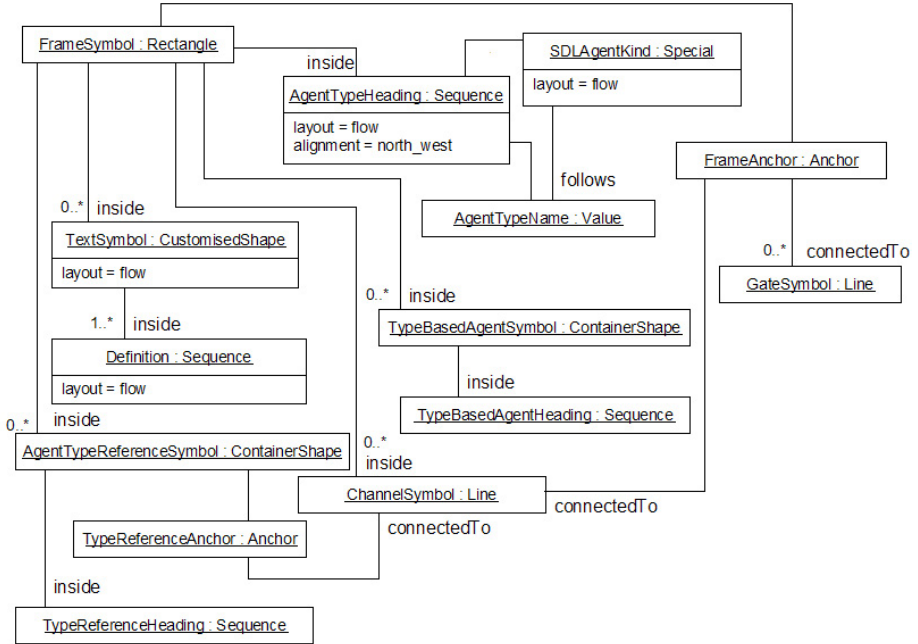 FrameSymbol : Rectangle
inside
SDLAgentKind : Special
layout = flow
AgentTypeHeading : Sequence
layout = flow
alignment = north_west
FrameAnchor : Anchor
follows
AgentTypeName : Value
0..* inside
TextSymbol : CustomisedShape
layout = flow
0..* connectedTo
GateSymbol : Line
0..* inside
TypeBasedAgentSymbol : ContainerShape
1..* inside
Definition : Sequence
layout = flow
inside
TypeBasedAgentHeading : Sequence
0..* inside
AgentTypeReferenceSymbol : ContainerShape
0..*
inside
ChannelSymbol : Line
connectedTo
connectedTo
TypeReferenceAnchor : Anchor
inside
TypeReferenceHeading : Sequence